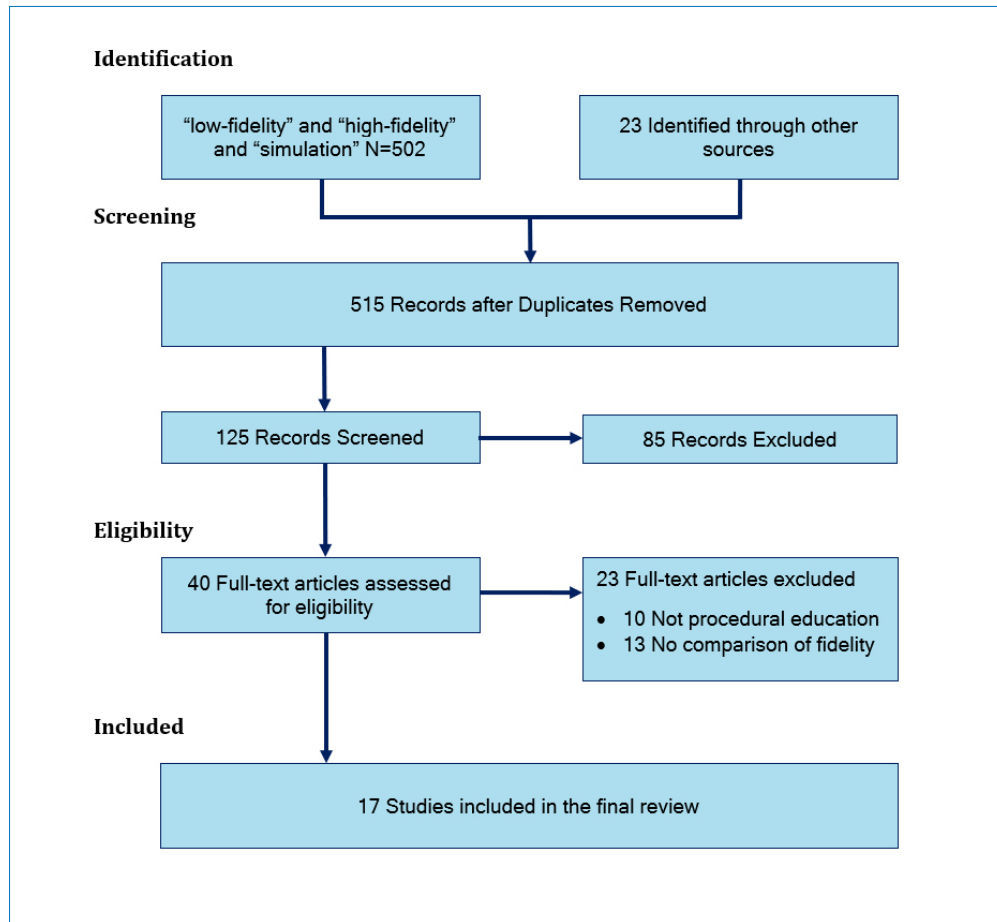 Identification
“low-fidelity” and “high-fidelity”
and “simulation” N=502
23 Identified through other
sources
Screening
515 Records after Duplicates Removed
125 Records Screened
85 Records Excluded
Eligibility
40 Full-text articles assessed
for eligibility
23 Full-text articles excluded
• 10 Not procedural education
• 13 No comparison of fidelity
Included
17 Studies included in the final review